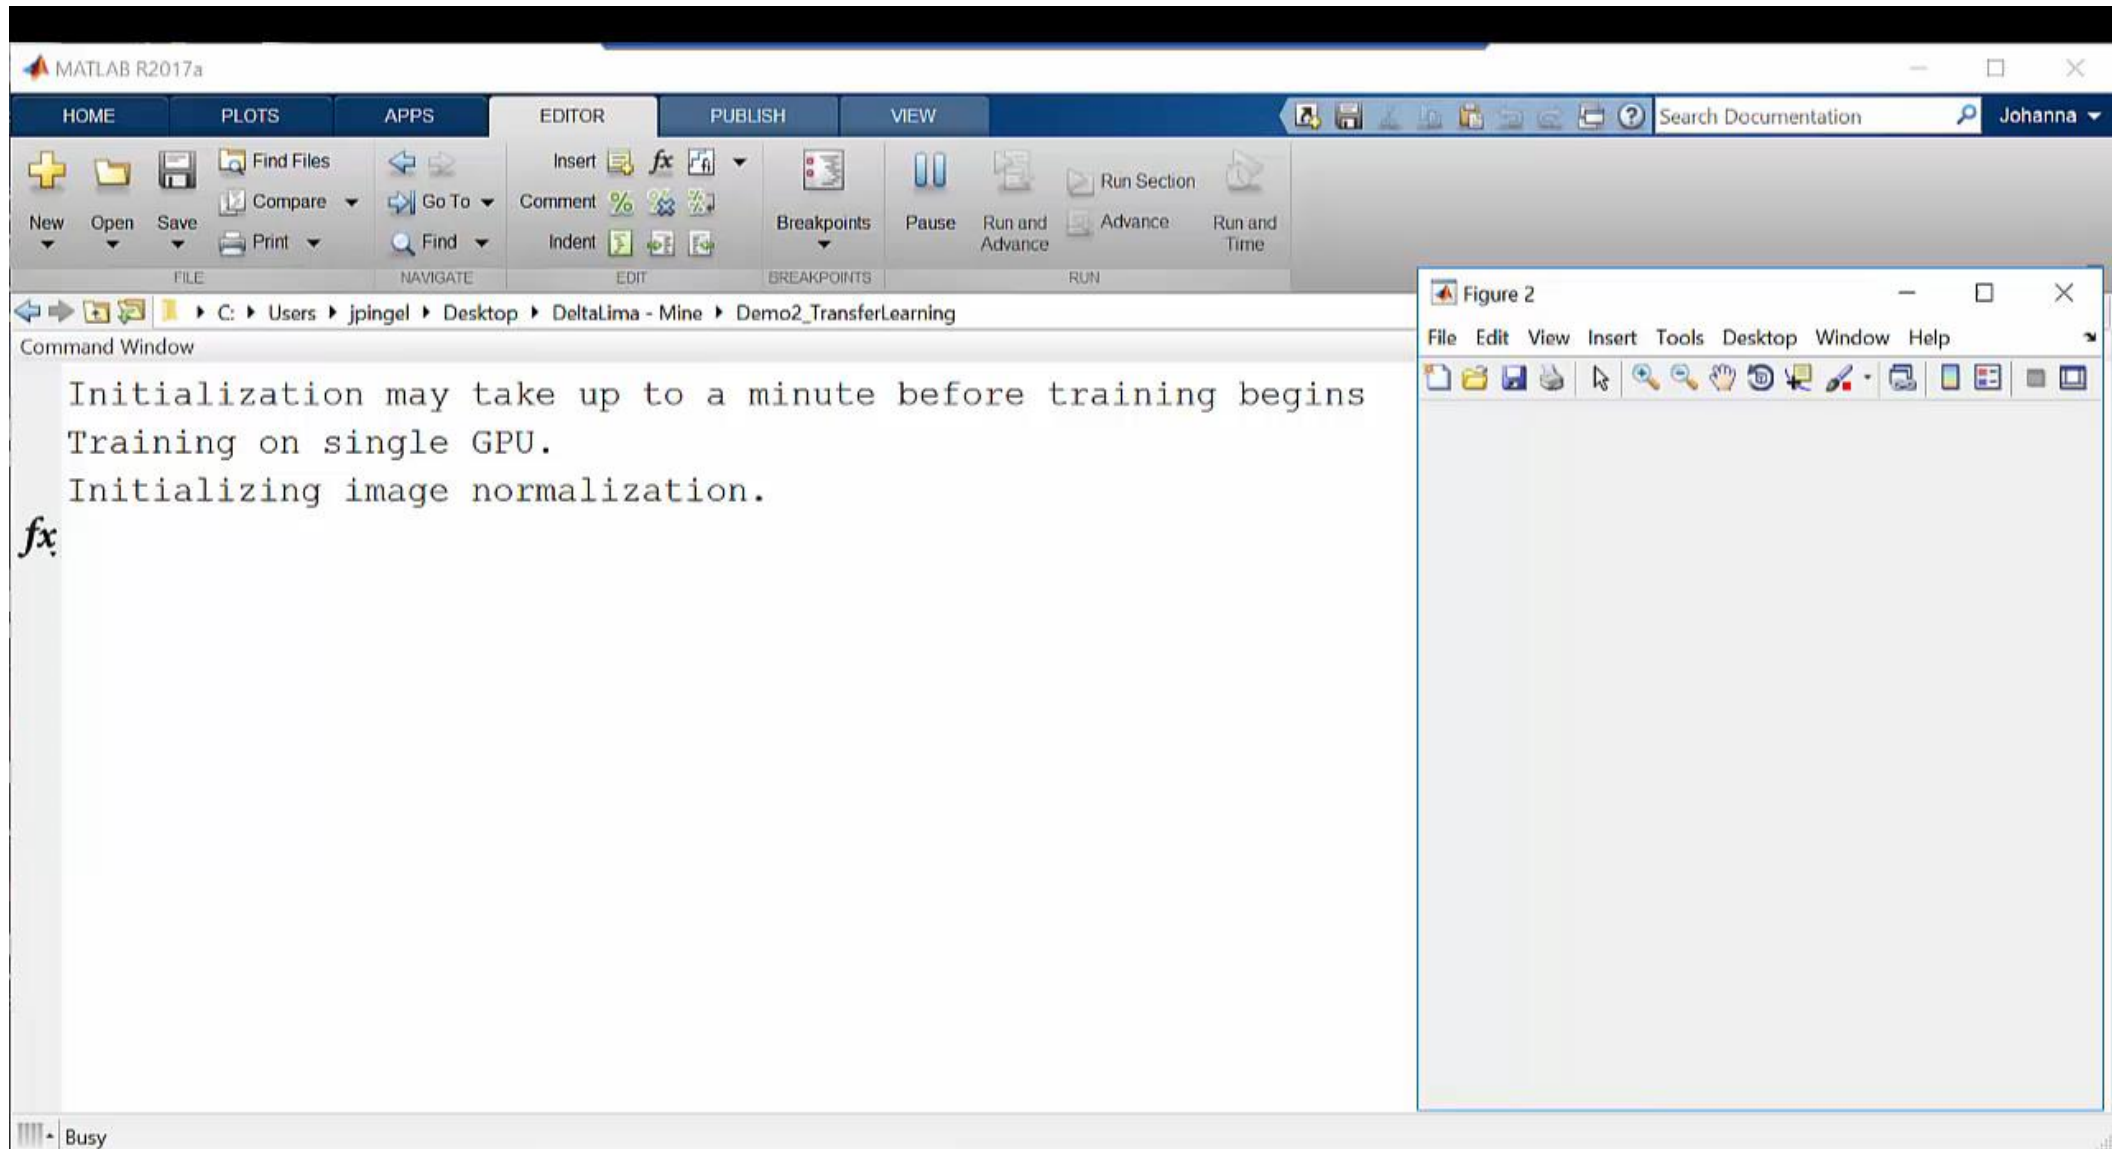 MATLAB R2017a
HOME PLOTS APPS EDITOR PUBLISH VIEW Search Documentation Johanna
Find Files Insert fx
New Open Save Compare Go To Comment Breakpoints Pause Run and Advance Run Section Run and Time
Print Find Indent Advance
FILE NAVIGATE EDIT BREAKPOINTS RUN
C: Users jpingel Desktop DeltaLima - Mine Demo2_TransferLearning
Command Window
Initialization may take up to a minute before training begins
Training on single GPU.
Initializing image normalization.
fx
Figure 2
File Edit View Insert Tools Desktop Window Help
Busy